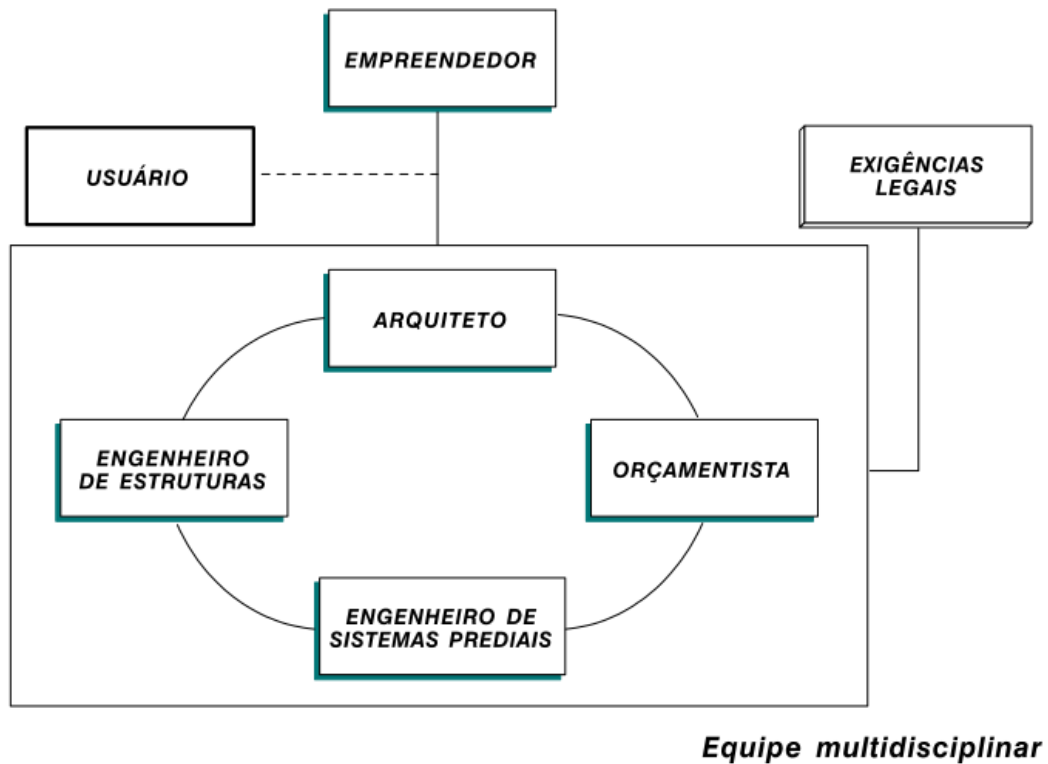 EMPREENDEDOR
USUÁRIO
EXIGÊNCIAS
LEGAIS
ARQUITETO
ENGENHEIRO
DE ESTRUTURAS
ORÇAMENTISTA
ENGENHEIRO DE
SISTEMAS PREDIAIS
Equipe multidisciplinar